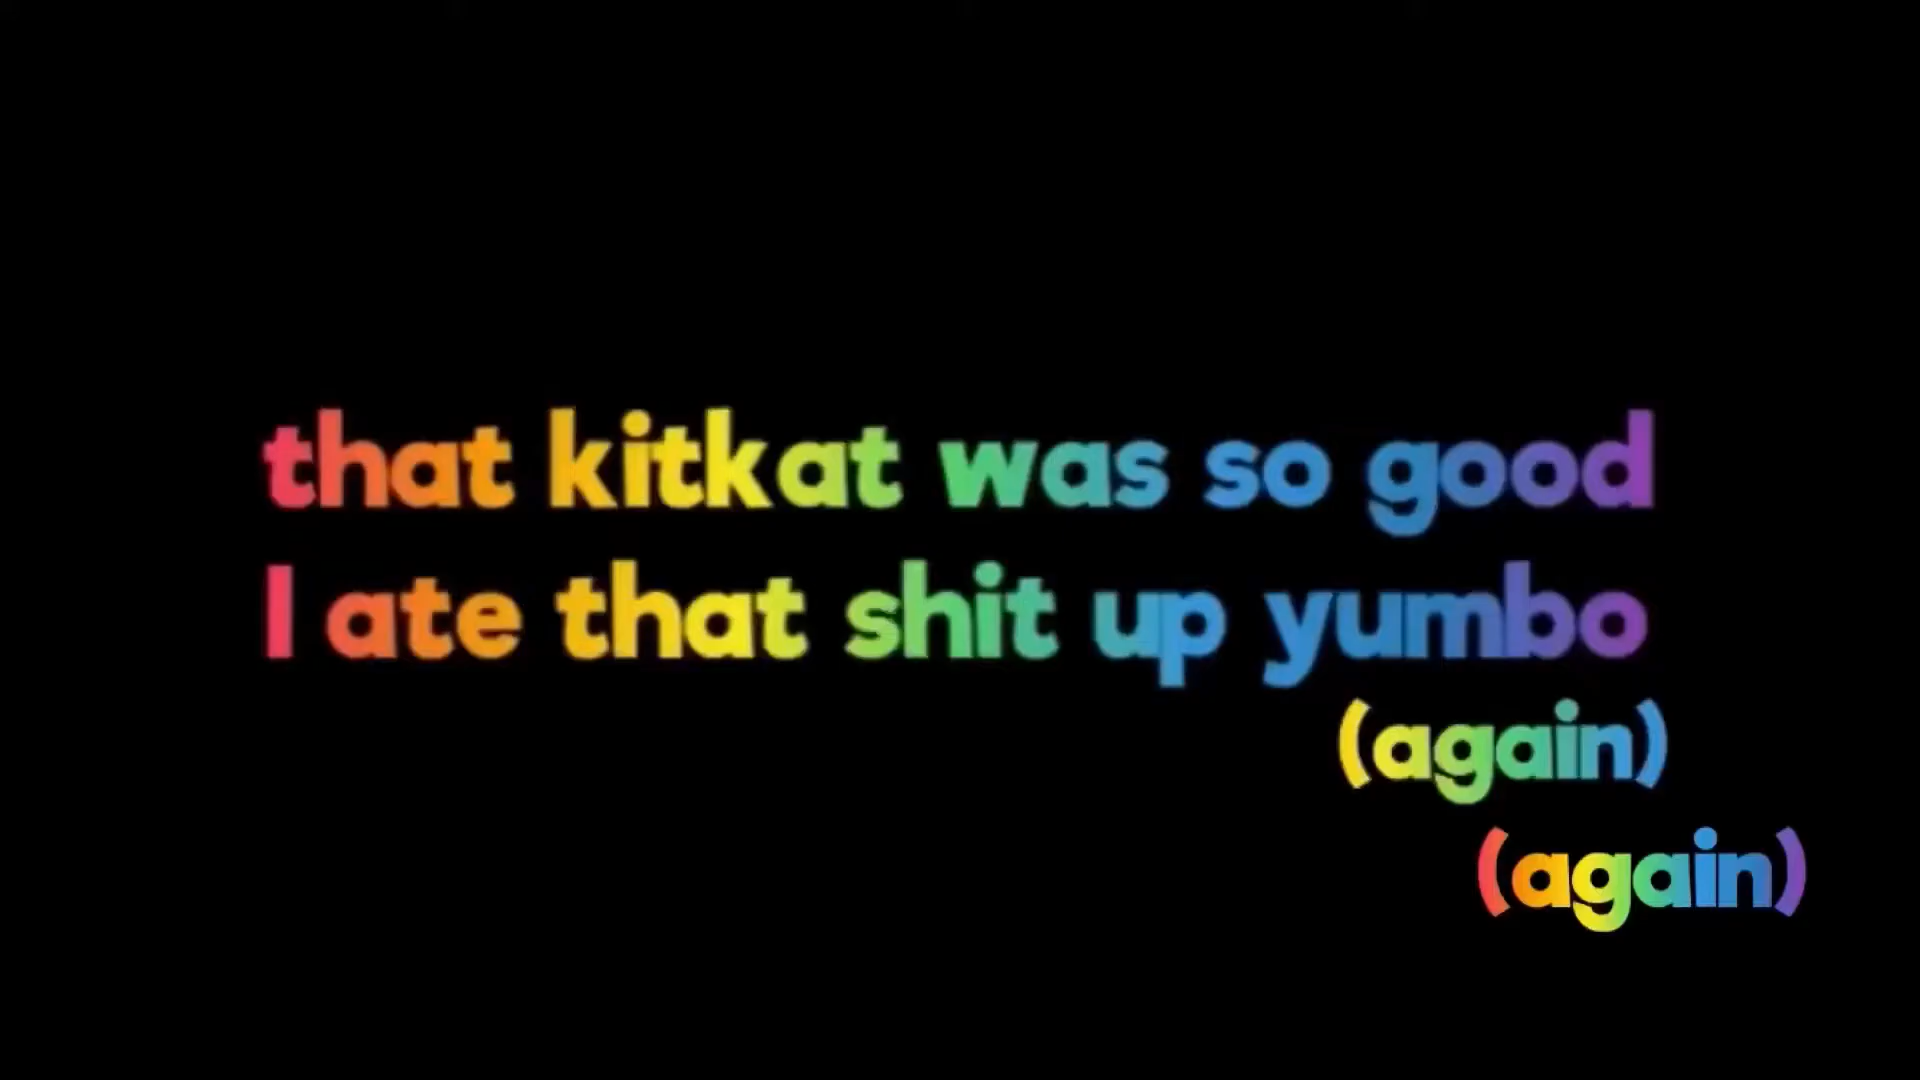 that kitkat was so good
I ate that shit up yumbo
(again)
(again)